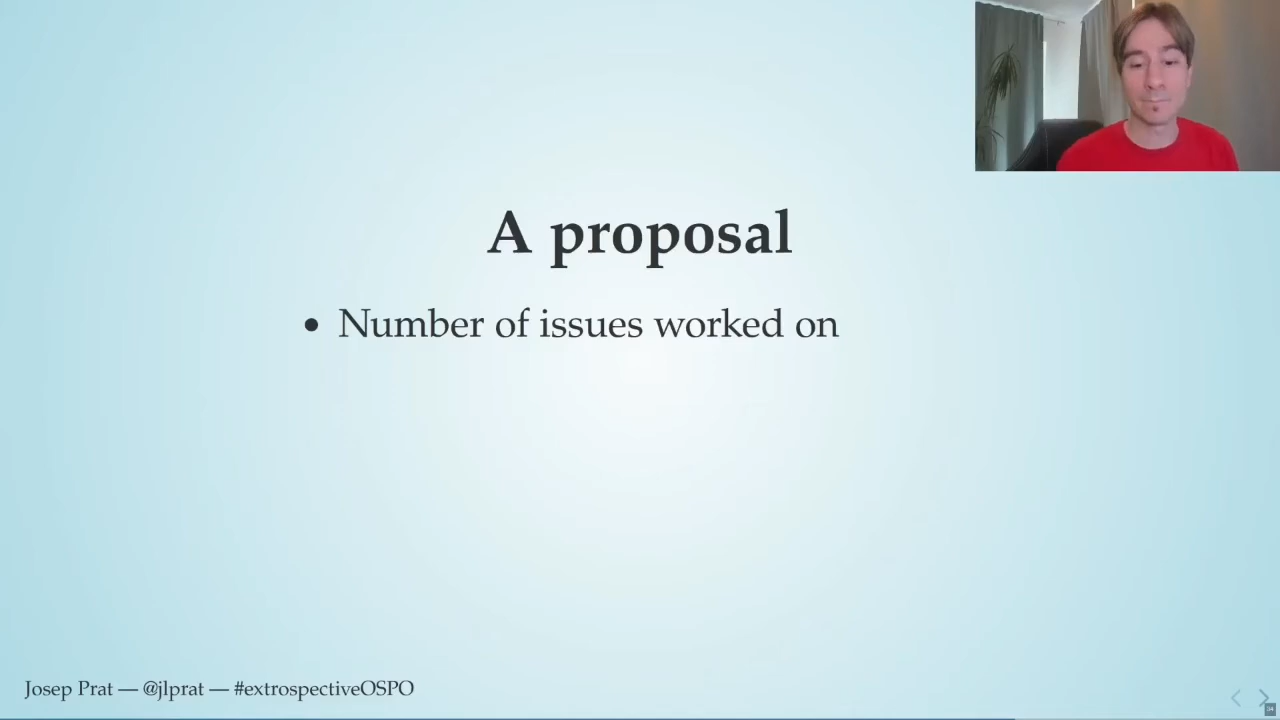 A proposal
• Number of issues worked on
Josep Prat — @jlprat — #extrospectiveOSPO